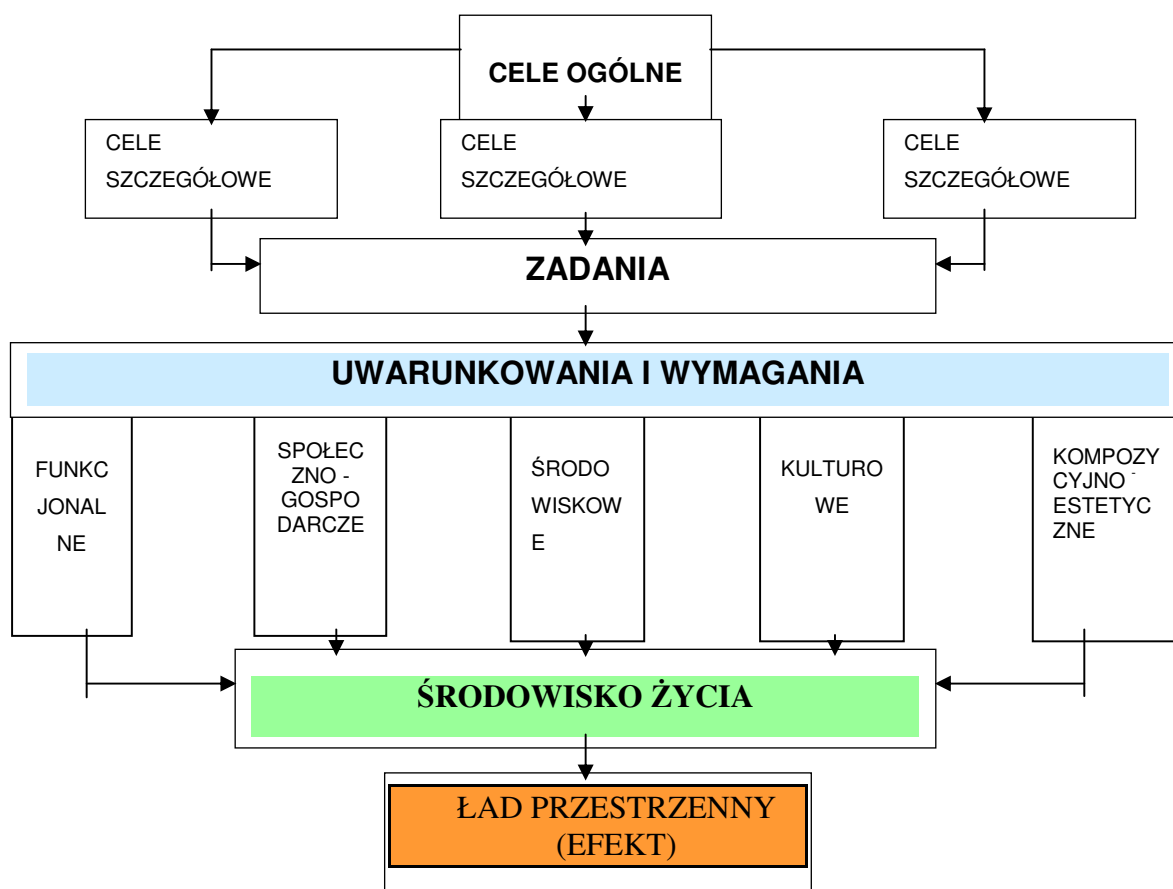 CELE OGÓLNE
CELE
SZCZEGÓŁOWE
CELE
SZCZEGÓŁOWE
CELE
SZCZEGÓŁOWE
ZADANIA
UWARUNKOWANIA I WYMAGANIA
FUNKC
JONAL
NE
SPOŁEC
ZNO -
GOSPO
DARCZE
ŚRODO
WISKOW
E
KULTURO
WE
KOMPOZY
CYJNO -
ESTETYC
ZNE
ŚRODOWISKO ŻYCIA
ŁAD PRZESTRZENNY
(EFEKT)